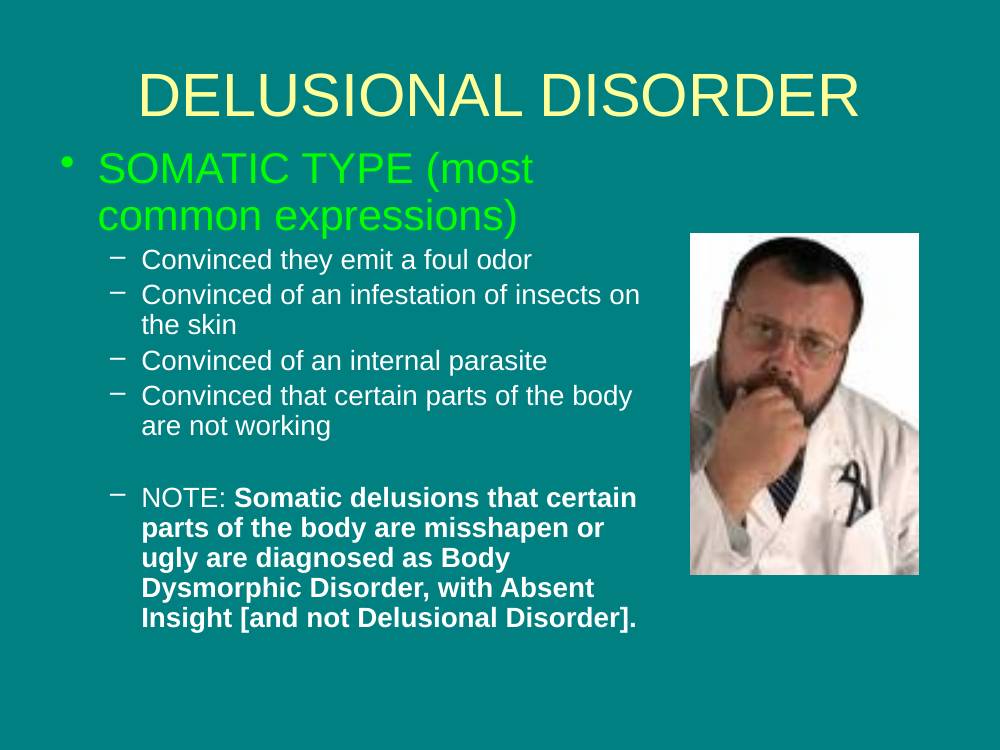 DELUSIONAL DISORDER
• SOMATIC TYPE (most
common expressions)
– Convinced they emit a foul odor
– Convinced of an infestation of insects on
the skin
– Convinced of an internal parasite
– Convinced that certain parts of the body
are not working
– NOTE: Somatic delusions that certain
parts of the body are misshapen or
ugly are diagnosed as Body
Dysmorphic Disorder, with Absent
Insight [and not Delusional Disorder].